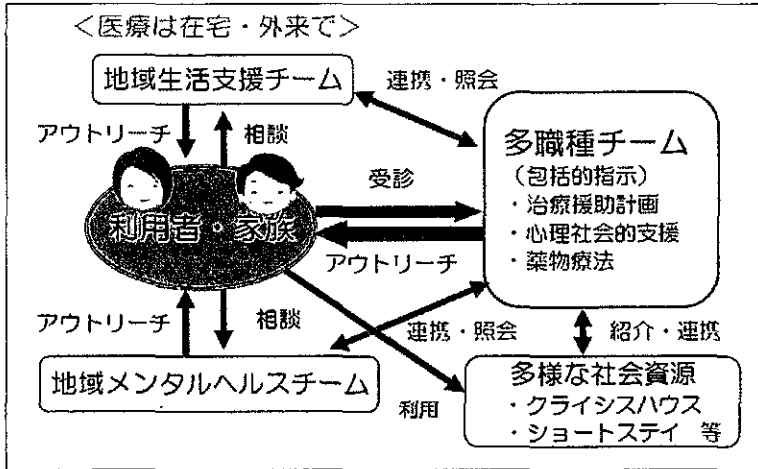 ＜医療は在宅・外来で＞
地域生活支援チーム
連携・照会
アウトリーチ
相談
多職種チーム
（包括的指示）
・治療援助計画
・心理社会的支援
・薬物療法
受診
利用者・家族
アウトリーチ
アウトリーチ
相談
連携・照会
紹介・連携
地域メンタルヘルスチーム
利用
多様な社会資源
・クライシスハウス
・ショートステイ 等